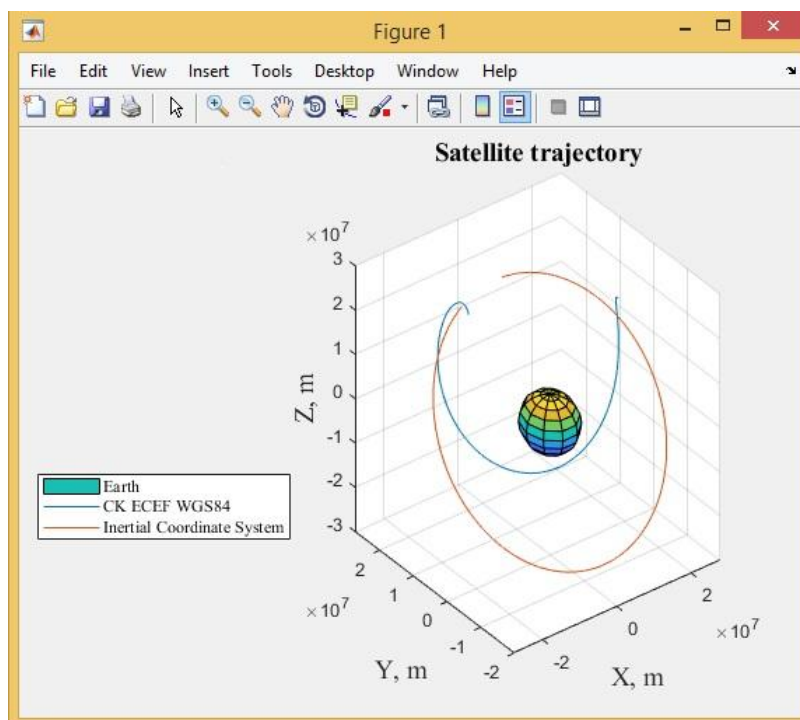 Figure 1
File Edit View Insert Tools Desktop Window Help
Satellite trajectory
×10⁷
3
2
1
0
-1
-2
-3
Z, m
Earth
CK ECEF WGS84
Inertial Coordinate System
2
1
0
-1
-2
×10⁷
Y, m
-2
0
2
×10⁷
X, m